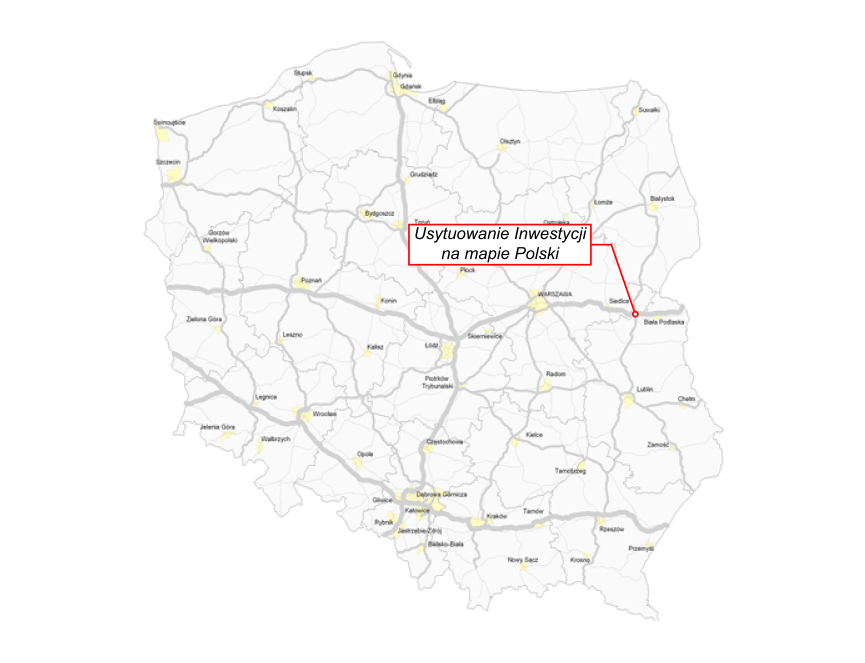 Gdynia
Słupsk
Gdańsk
Elbląg
Koszalin
Suwałki
Świnoujście
Olsztyn
Szczecin
Grudziądz
Łomża
Białystok
Bydgoszcz
Toruń
Ostrołęka
Gorzów
Wielkopolski
Usytuowanie Inwestycji
na mapie Polski
Płock
Poznań
Konin
WARSZAWA
Siedlce
Zielona Góra
Biała Podlaska
Leszno
Skierniewice
Kalisz
Łódź
Piotrków
Trybunalski
Radom
Lublin
Legnica
Chełm
Wrocław
Jelenia Góra
Wałbrzych
Kielce
Częstochowa
Zamość
Opole
Tarnobrzeg
Dąbrowa Górnicza
Gliwice
Katowice
Tarnów
Kraków
Rybnik
Jastrzębie-Zdrój
Rzeszów
Bielsko-Biała
Przemyśl
Nowy Sącz
Krosno